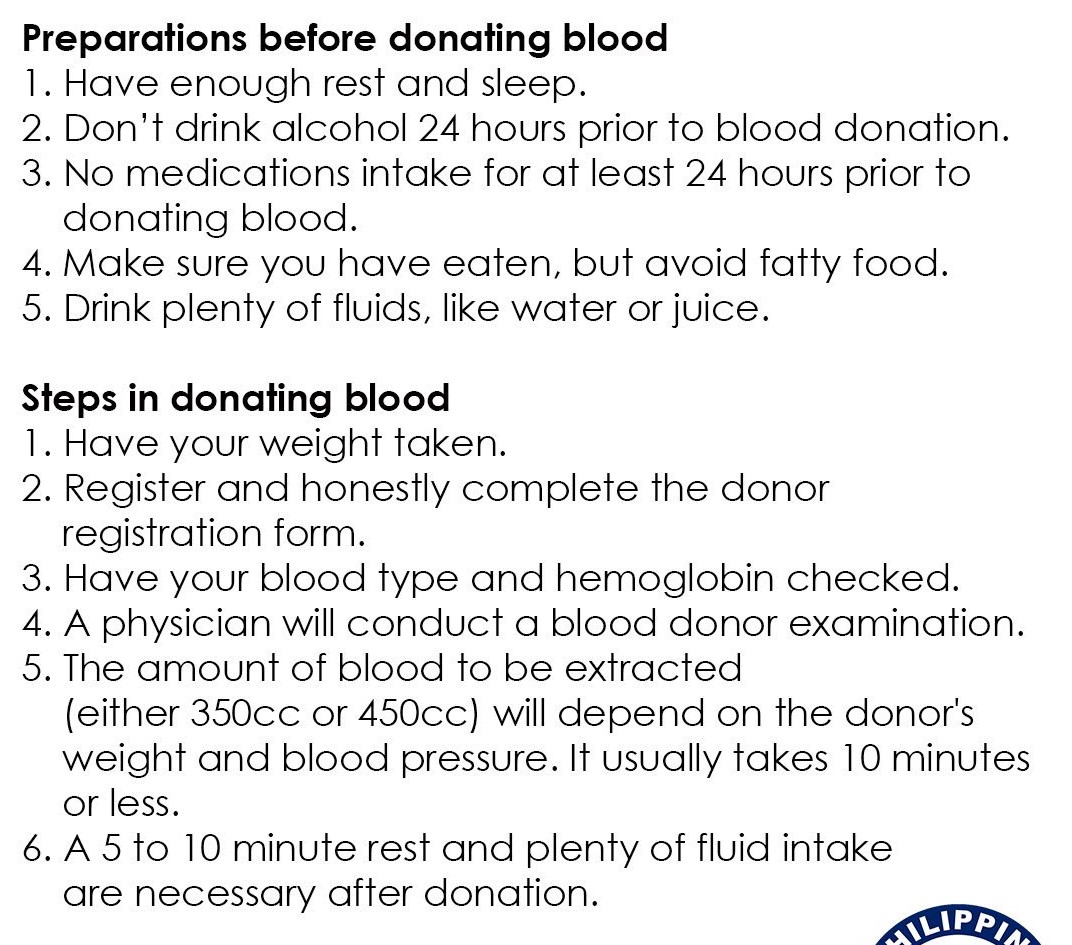 Preparations before donating blood
1. Have enough rest and sleep.
2. Don’t drink alcohol 24 hours prior to blood donation.
3. No medications intake for at least 24 hours prior to
donating blood.
4. Make sure you have eaten, but avoid fatty food.
5. Drink plenty of fluids, like water or juice.
Steps in donating blood
1. Have your weight taken.
2. Register and honestly complete the donor
registration form.
3. Have your blood type and hemoglobin checked.
4. A physician will conduct a blood donor examination.
5. The amount of blood to be extracted
(either 350cc or 450cc) will depend on the donor's
weight and blood pressure. It usually takes 10 minutes
or less.
6. A 5 to 10 minute rest and plenty of fluid intake
are necessary after donation.